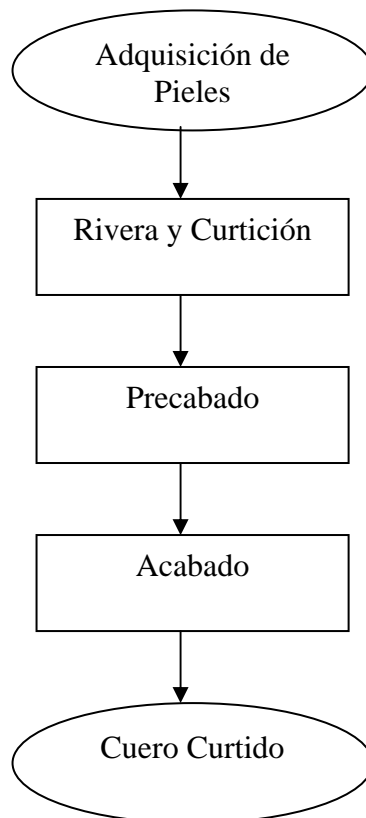 Adquisición de
Pieles
Rivera y Curtición
Precabado
Acabado
Cuero Curtido